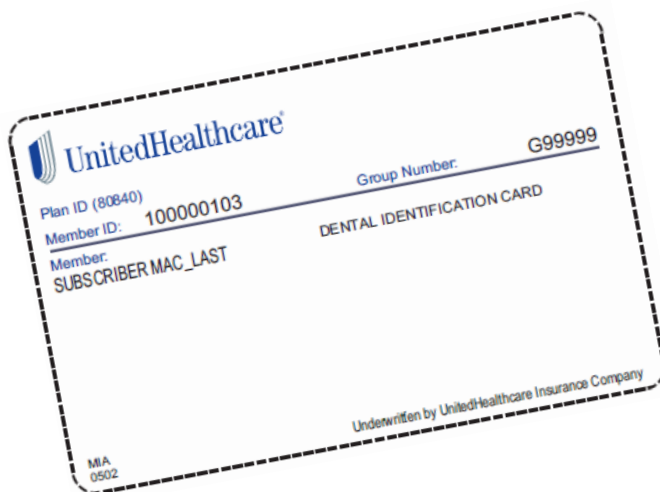 UnitedHealthcare®
Plan ID (80840)
Member ID: 100000103 Group Number: G99999
Member: DENTAL IDENTIFICATION CARD
SUBSCRIBER MAC_LAST
Underwritten by UnitedHealthcare Insurance Company
MIA
0502